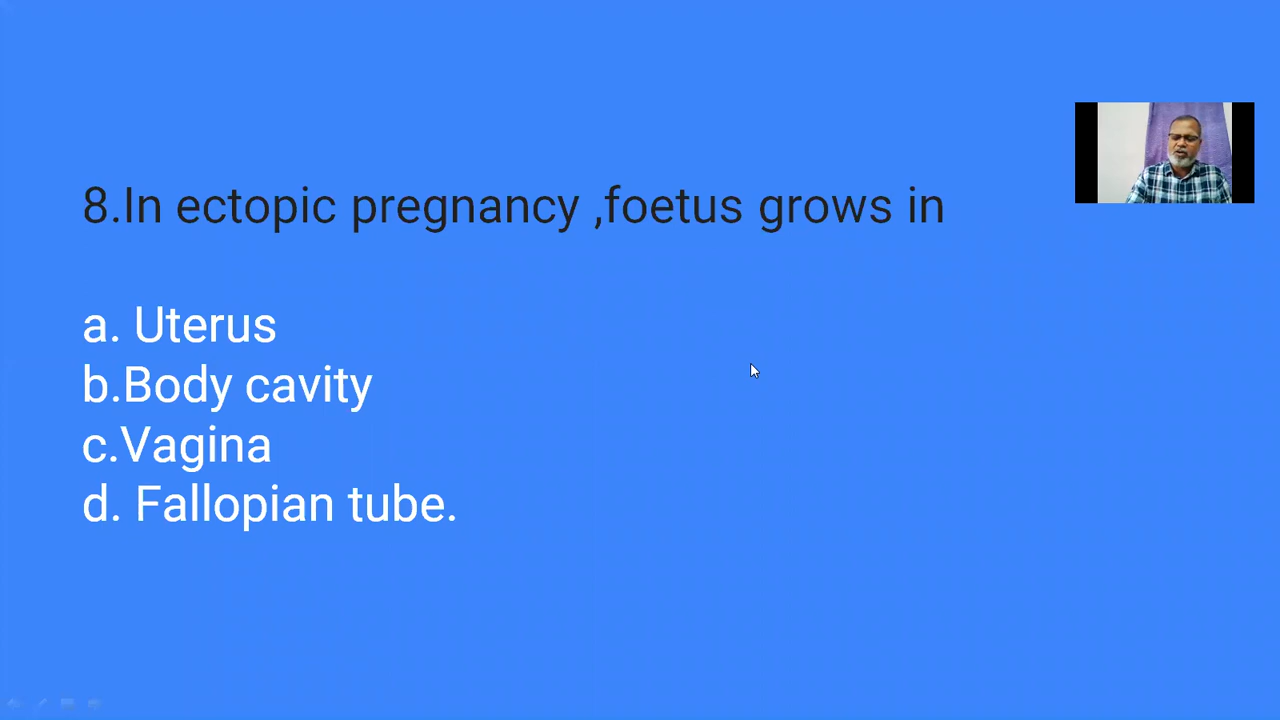 8.In ectopic pregnancy ,foetus grows in
a. Uterus
b.Body cavity
c.Vagina
d. Fallopian tube.